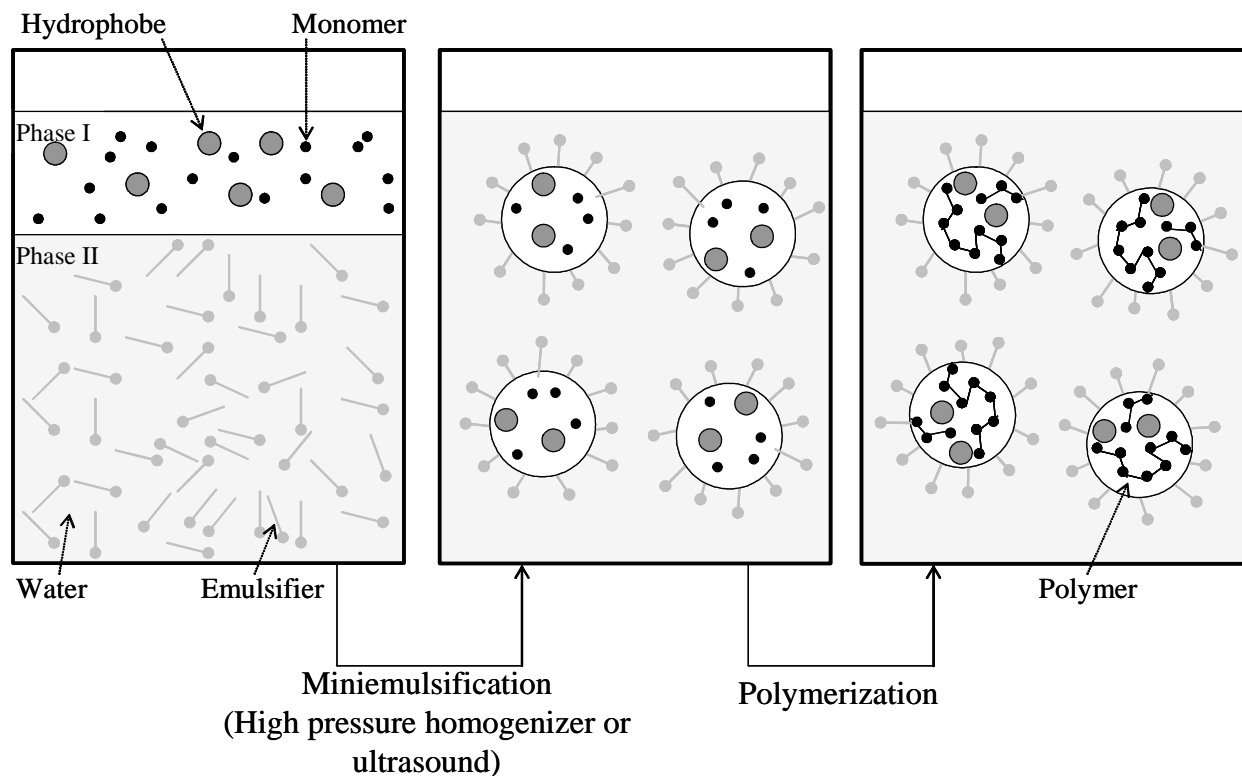 Hydrophobe
Monomer
Phase I
Phase II
Water
Emulsifier
Polymer
Miniemulsification
(High pressure homogenizer or
ultrasound)
Polymerization